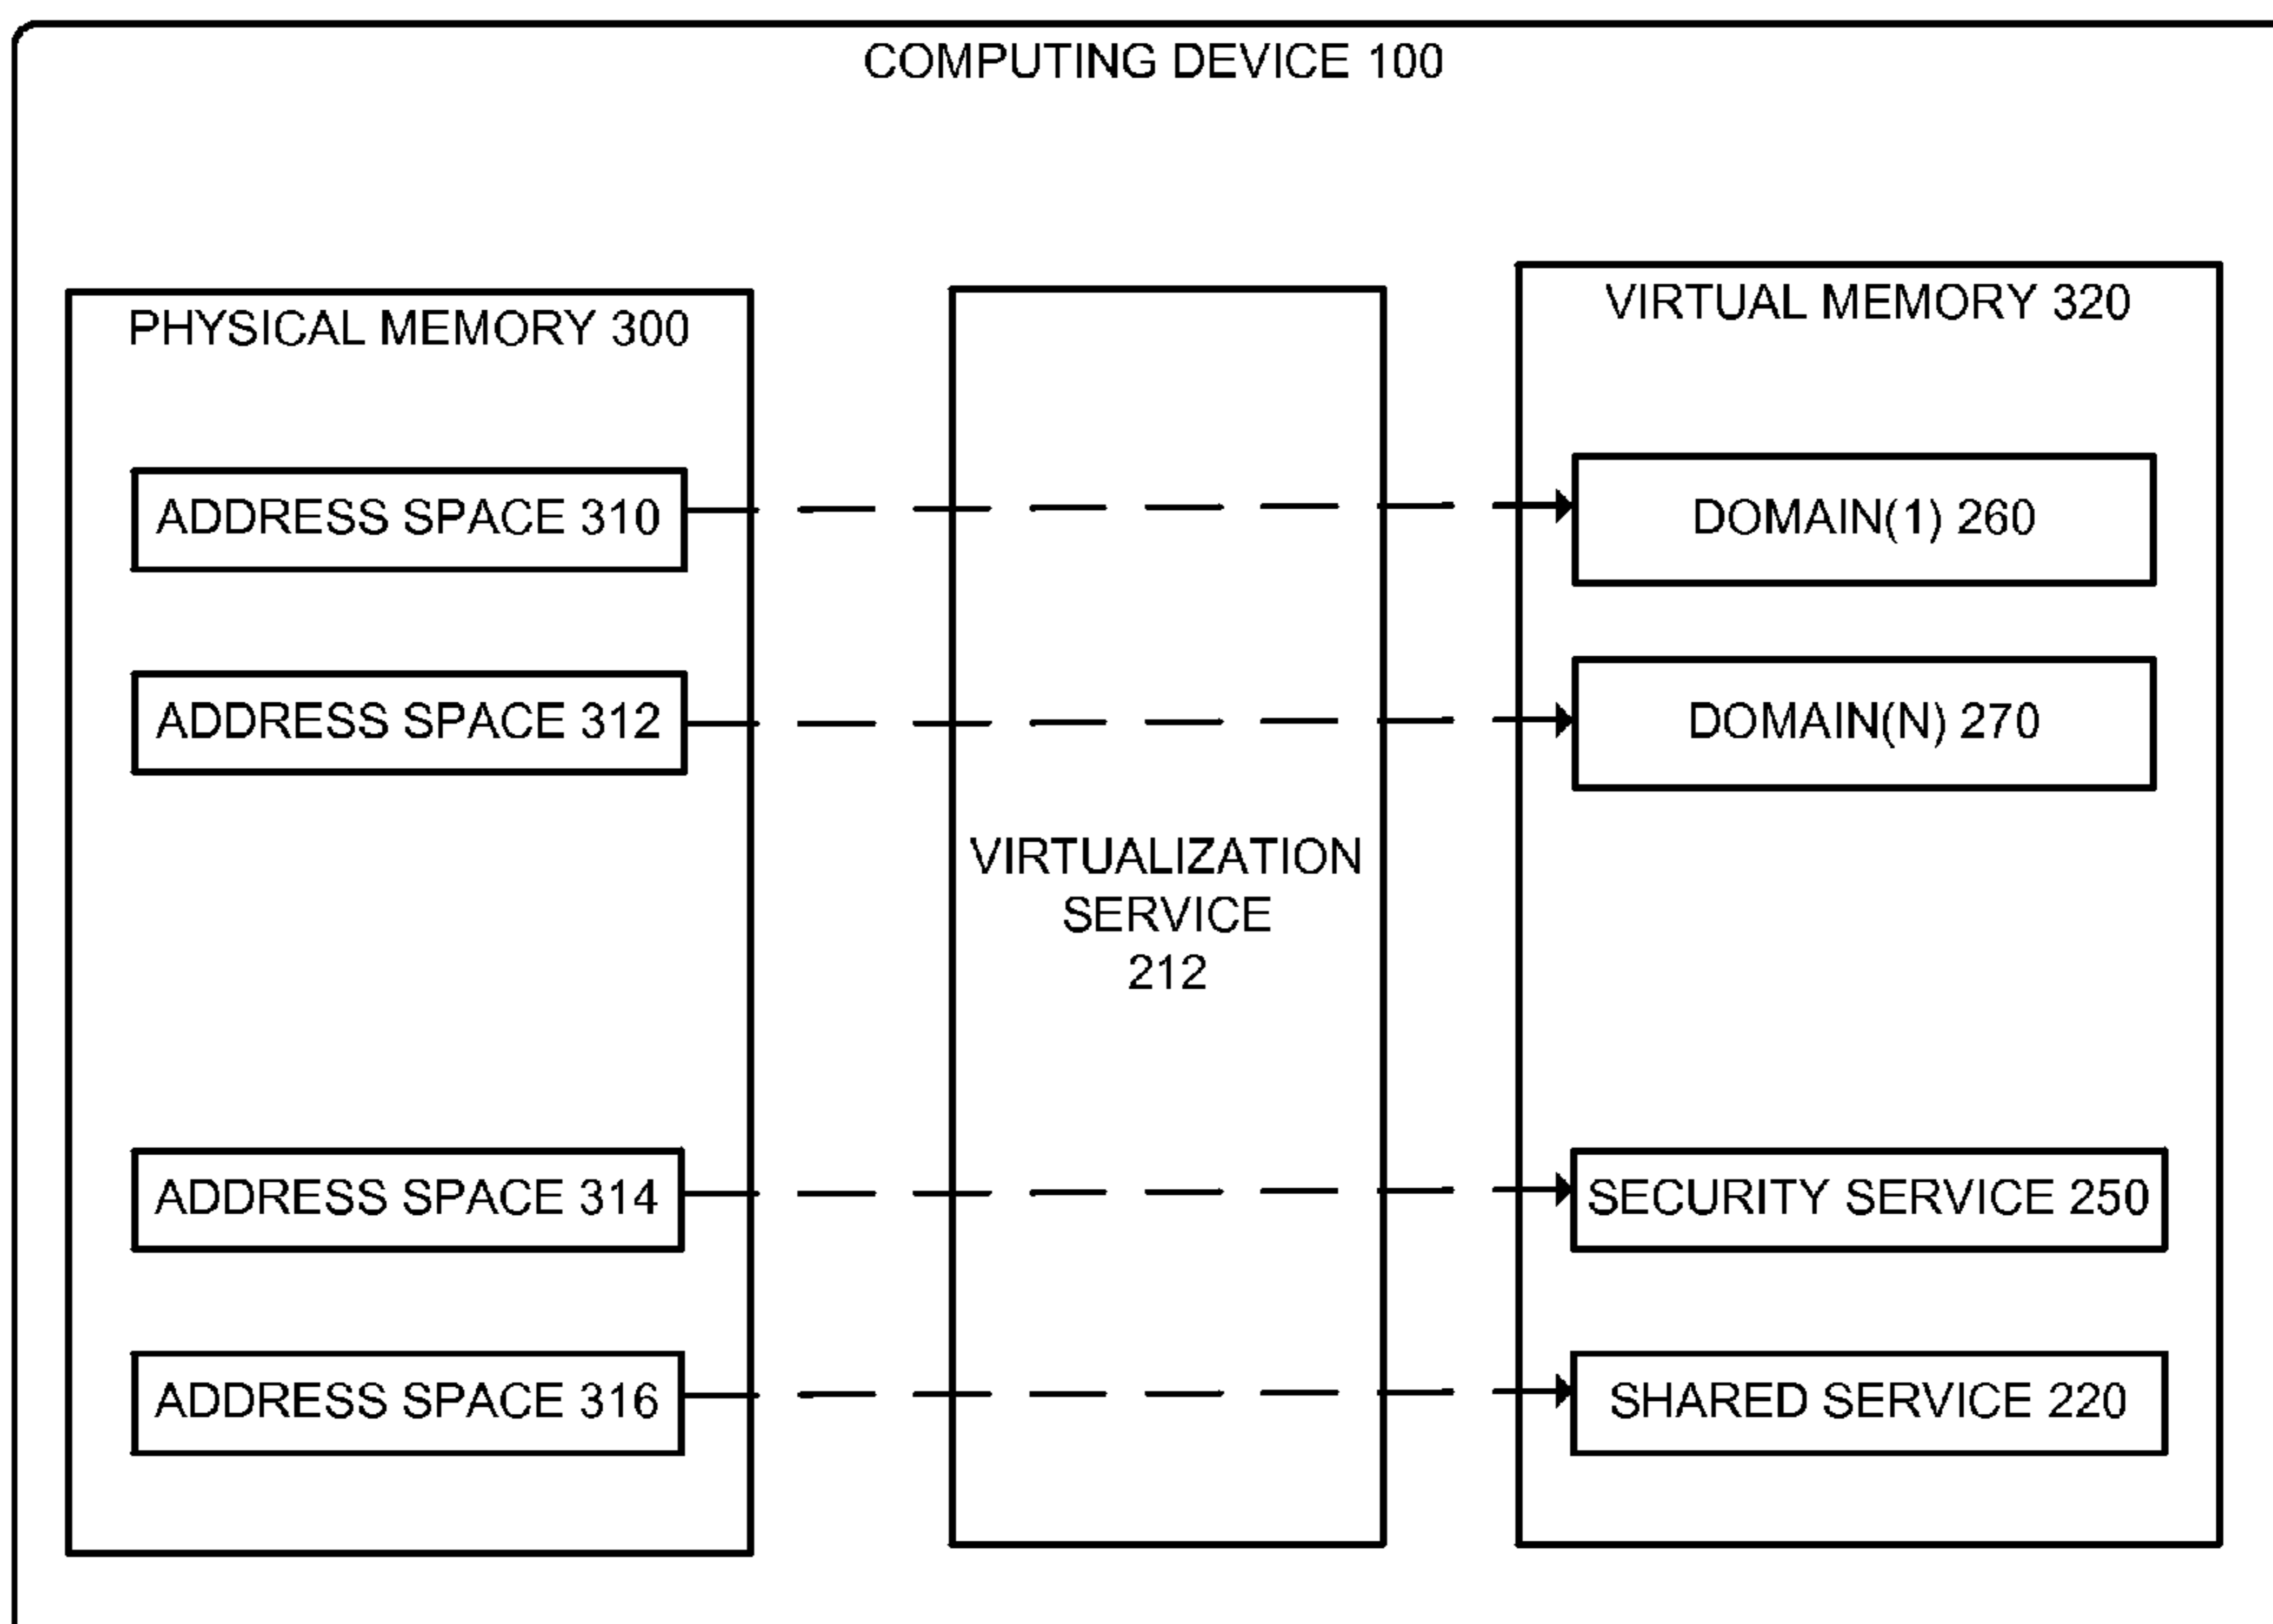 COMPUTING DEVICE 100
PHYSICAL MEMORY 300
ADDRESS SPACE 310
ADDRESS SPACE 312
ADDRESS SPACE 314
ADDRESS SPACE 316
VIRTUALIZATION
SERVICE
212
VIRTUAL MEMORY 320
DOMAIN(1) 260
DOMAIN(N) 270
SECURITY SERVICE 250
SHARED SERVICE 220